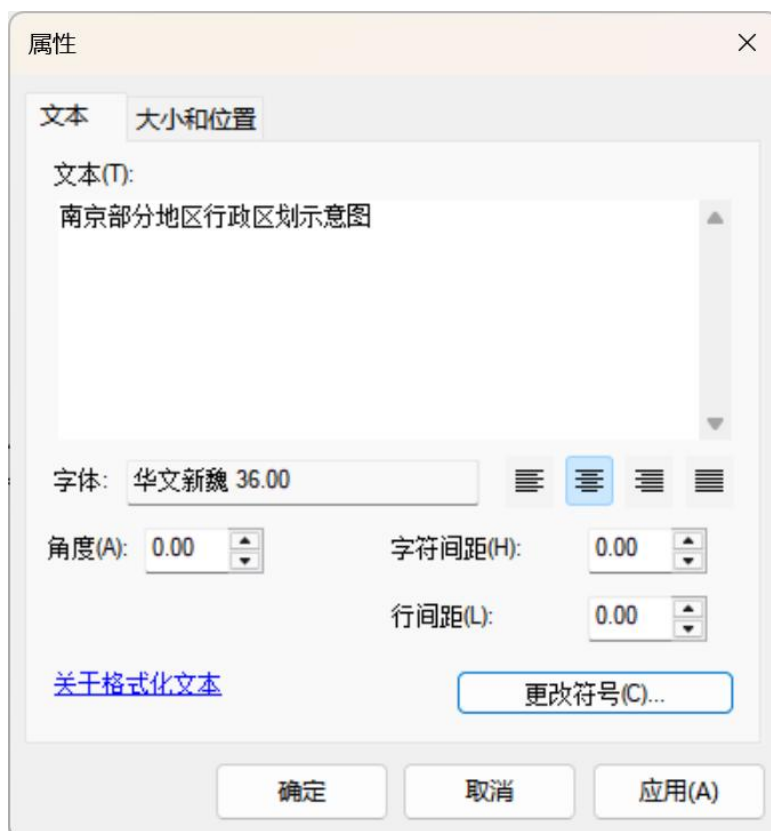 属性
文本 大小和位置
文本(T):
南京部分地区行政区划示意图
字体: 华文新魏 36.00
角度(A): 0.00 字符间距(H): 0.00
行间距(L): 0.00
关于格式化文本
更改符号(C)...
确定 取消 应用(A)